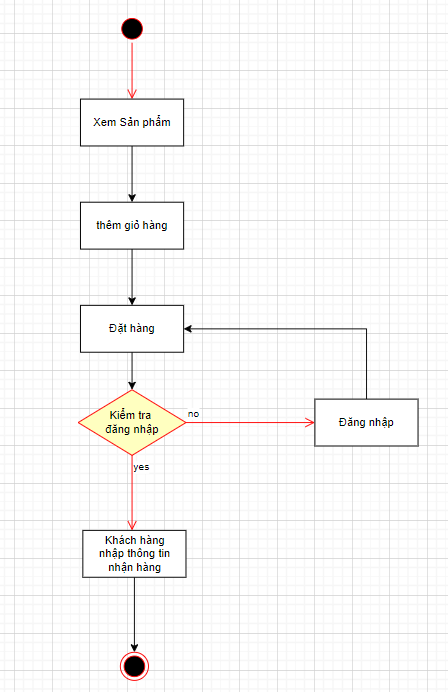 Xem Sản phẩm
thêm giỏ hàng
Đặt hàng
Kiểm tra
đăng nhập
no
Đăng nhập
yes
Khách hàng
nhập thông tin
nhận hàng